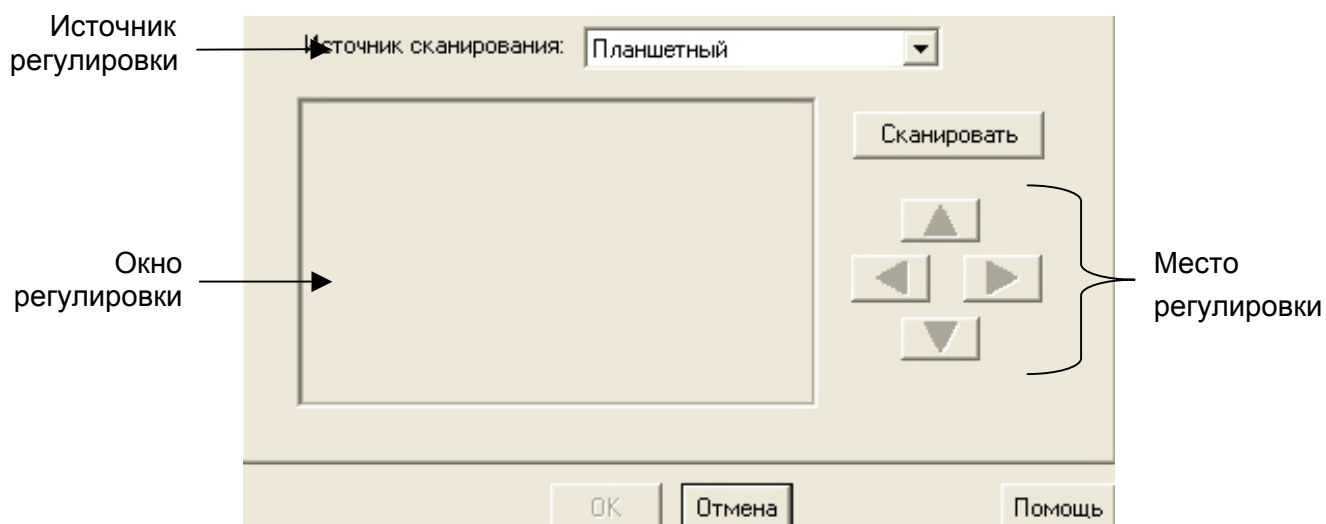 Источник
регулировки
Источник сканирования:
Планшетный
Сканировать
Окно
регулировки
Место
регулировки
OK
Отмена
Помощь